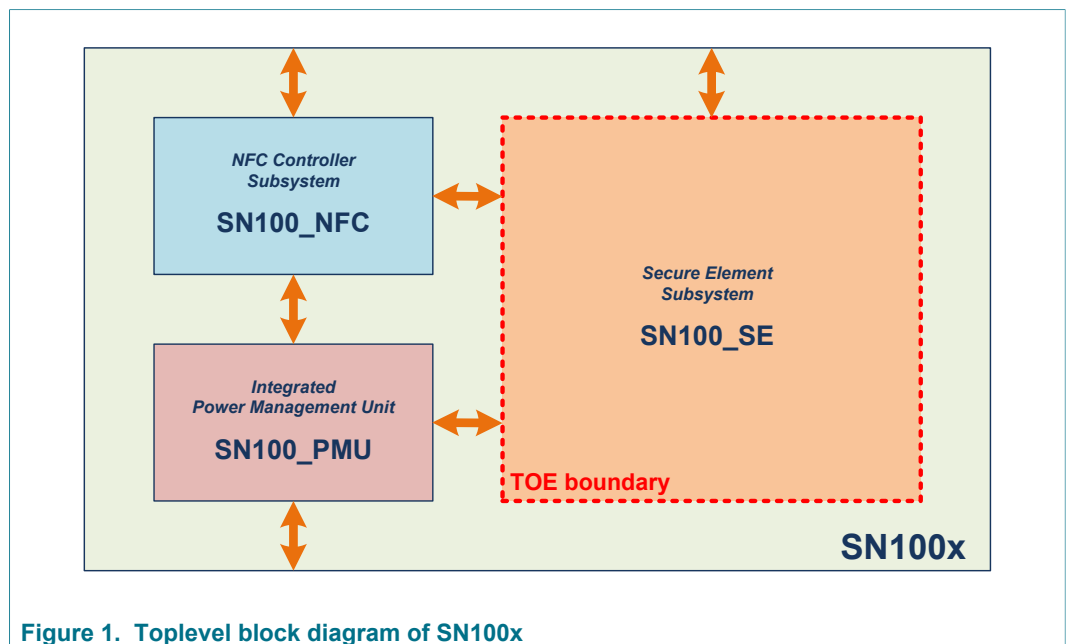 NFC Controller
Subsystem
SN100_NFC
Secure Element
Subsystem
SN100_SE
Integrated
Power Management Unit
SN100_PMU
TOE boundary
SN100x
Figure 1. Toplevel block diagram of SN100x